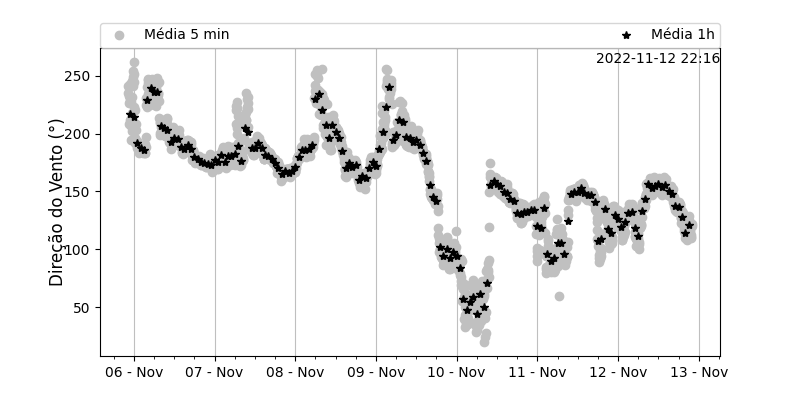 Média 5 min
Média 1h
2022-11-12 22:16
Direção do Vento (°)
250
200
150
100
50
06 - Nov
07 - Nov
08 - Nov
09 - Nov
10 - Nov
11 - Nov
12 - Nov
13 - Nov